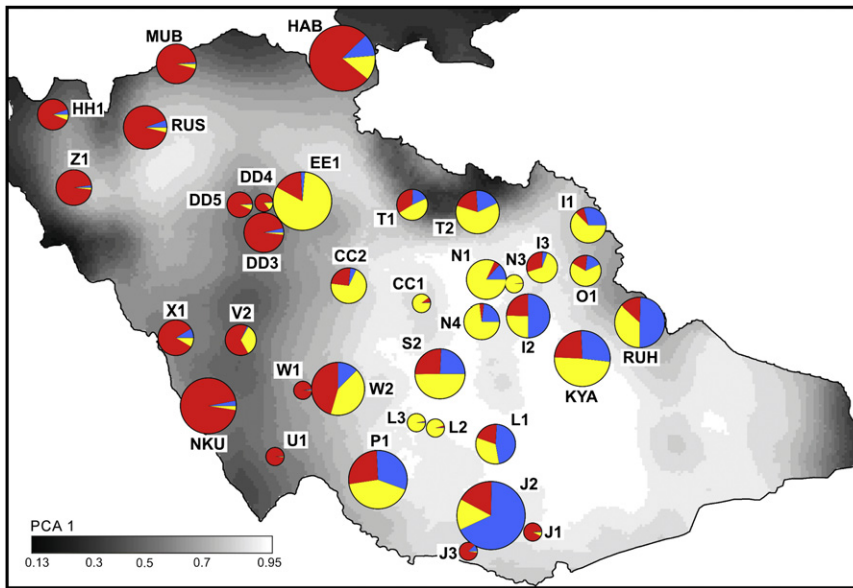 HAB
MUB
HH1
RUS
Z1
EE1
DD4
DD5
DD3
T1
T2
I1
I3
N1
N3
CC2
CC1
O1
X1
V2
N4
I2
RUH
S2
KYA
W1
W2
L3
L2
L1
NKU
U1
P1
J2
J1
J3
PCA 1
0.13 0.3 0.5 0.7 0.95